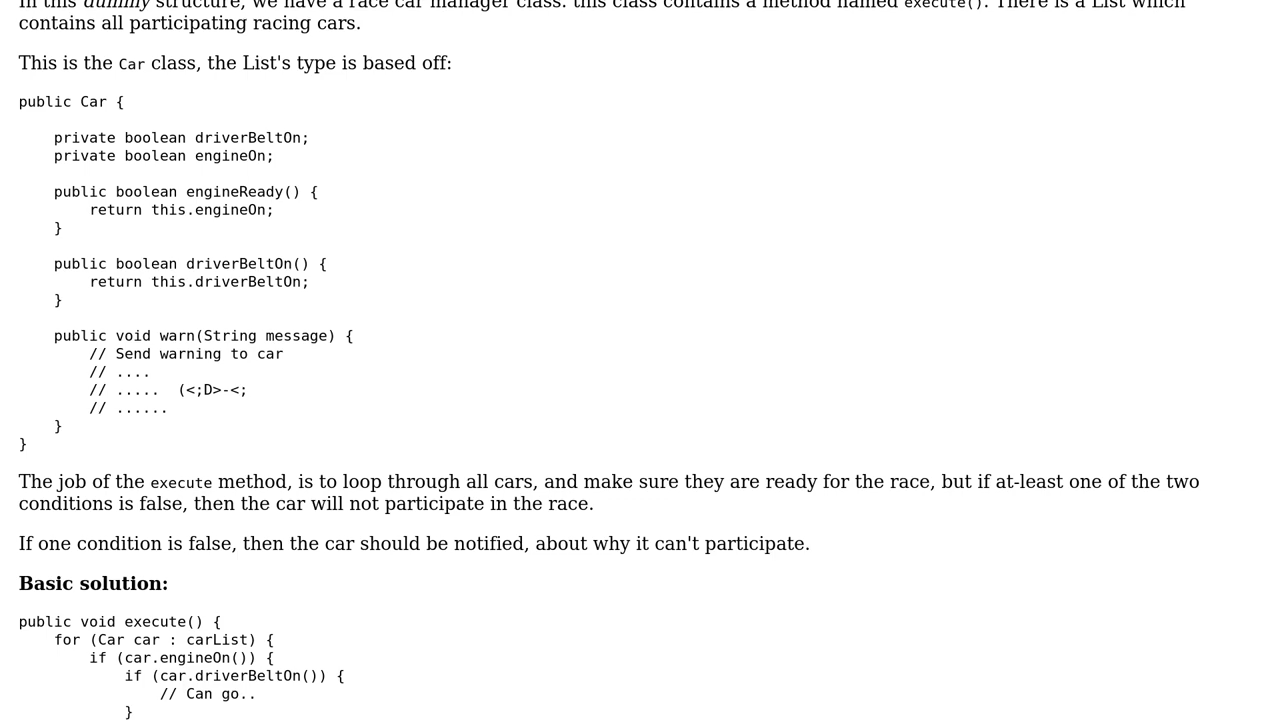 In this dummy structure, we have a race car manager class. this class contains a method named execute(). There is a List which
contains all participating racing cars.
This is the Car class, the List's type is based off:
public Car {
    private boolean driverBeltOn;
    private boolean engineOn;
    public boolean engineReady() {
        return this.engineOn;
    }
    public boolean driverBeltOn() {
        return this.driverBeltOn;
    }
    public void warn(String message) {
        // Send warning to car
        // ....
        // .....  (<;D>-<;
        // ......
    }
}
The job of the execute method, is to loop through all cars, and make sure they are ready for the race, but if at-least one of the two
conditions is false, then the car will not participate in the race.
If one condition is false, then the car should be notified, about why it can't participate.
Basic solution:
public void execute() {
    for (Car car : carList) {
        if (car.engineOn()) {
            if (car.driverBeltOn()) {
                // Can go..
            }